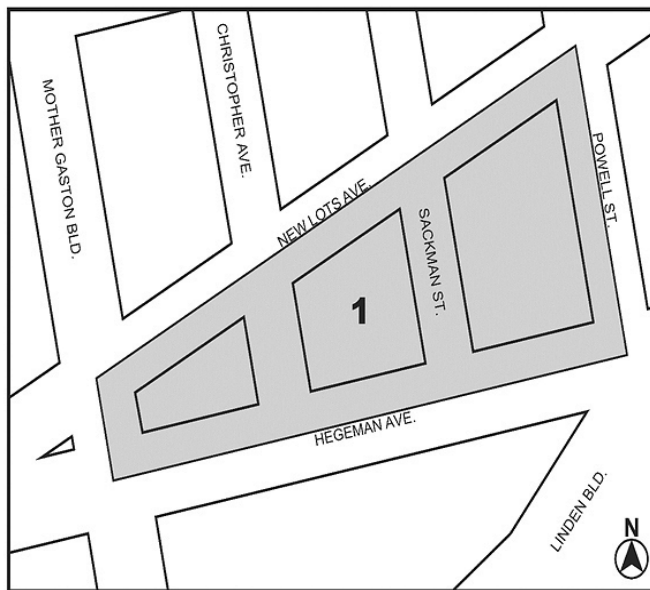 CHRISTOPHER AVE.
MOTHER GASTON BLD.
POWELL ST.
NEW LOTS AVE.
SACKMAN ST.
1
HEGEMAN AVE.
LINDEN BLD.
N